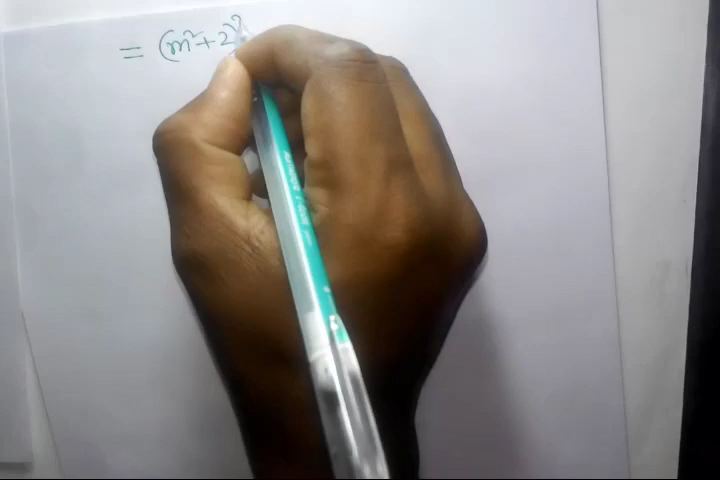 = (m²+2)²